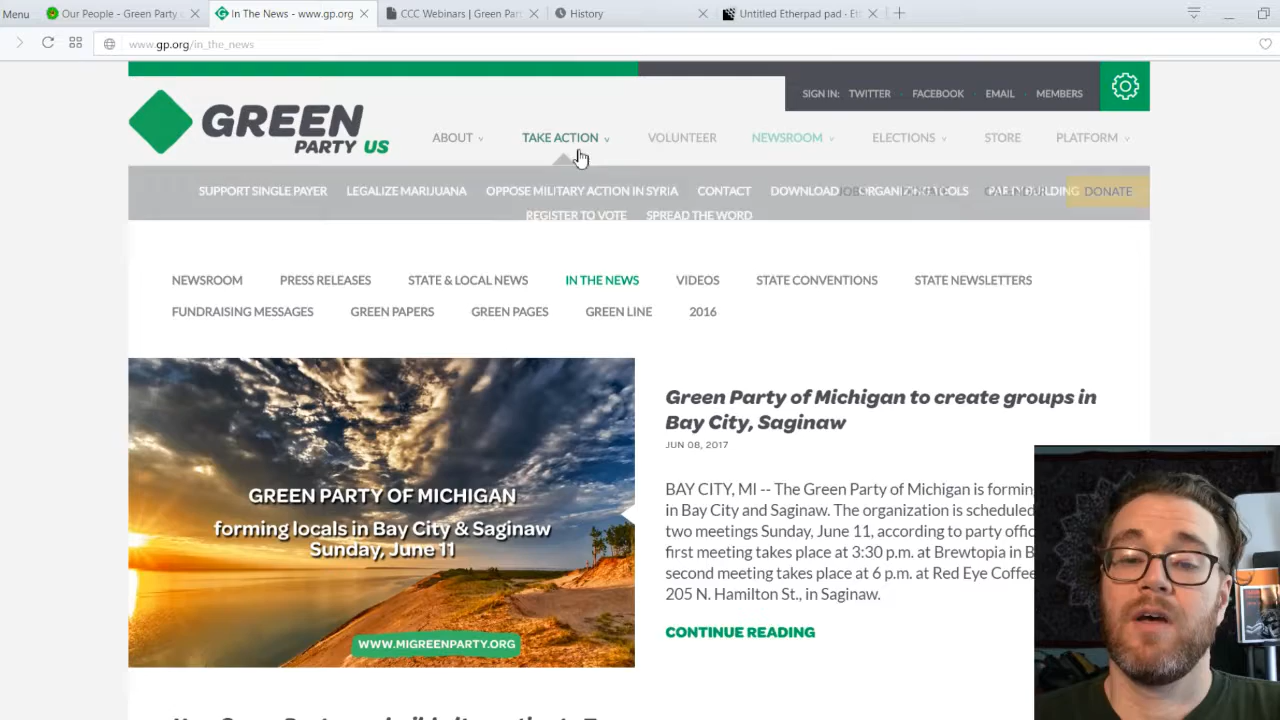 Menu
Our People - Green Party
In The News - www.gp.org
CCC Webinars | Green Par
History
Untitled Etherpad pad -
www.gp.org/in_the_news
SIGN IN: TWITTER FACEBOOK EMAIL MEMBERS
GREEN
PARTY US
ABOUT TAKE ACTION VOLUNTEER NEWSROOM ELECTIONS STORE PLATFORM
SUPPORT SINGLE PAYER LEGALIZE MARIJUANA OPPOSE MILITARY ACTION IN SYRIA CONTACT DOWNLOAD DONATE
REGISTER TO VOTE SPREAD THE WORD
NEWSROOM PRESS RELEASES STATE & LOCAL NEWS IN THE NEWS VIDEOS STATE CONVENTIONS STATE NEWSLETTERS
FUNDRAISING MESSAGES GREEN PAPERS GREEN PAGES GREEN LINE 2016
GREEN PARTY OF MICHIGAN
forming locals in Bay City & Saginaw
Sunday, June 11
WWW.MIGREENPARTY.ORG
Green Party of Michigan to create groups in
Bay City, Saginaw
JUN 08, 2017
BAY CITY, MI -- The Green Party of Michigan is formin
in Bay City and Saginaw. The organization is scheduled
two meetings Sunday, June 11, according to party offic
first meeting takes place at 3:30 p.m. at Brewtopia in B
second meeting takes place at 6 p.m. at Red Eye Coffee
205 N. Hamilton St., in Saginaw.
CONTINUE READING